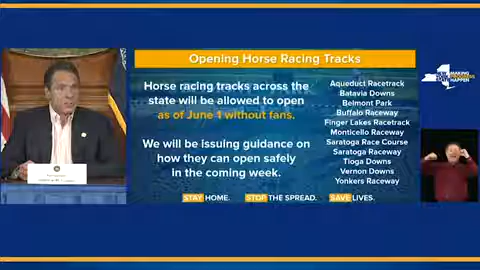 Opening Horse Racing Tracks
Horse racing tracks across the
state will be allowed to open
as of June 1 without fans.
We will be issuing guidance on
how they can open safely
in the coming week.
Aqueduct Racetrack
Batavia Downs
Belmont Park
Buffalo Raceway
Finger Lakes Racetrack
Monticello Raceway
Saratoga Race Course
Saratoga Raceway
Tioga Downs
Vernon Downs
Yonkers Raceway
STAY HOME. STOP THE SPREAD. SAVE LIVES.
MAKING
PROGRESS
HAPPEN